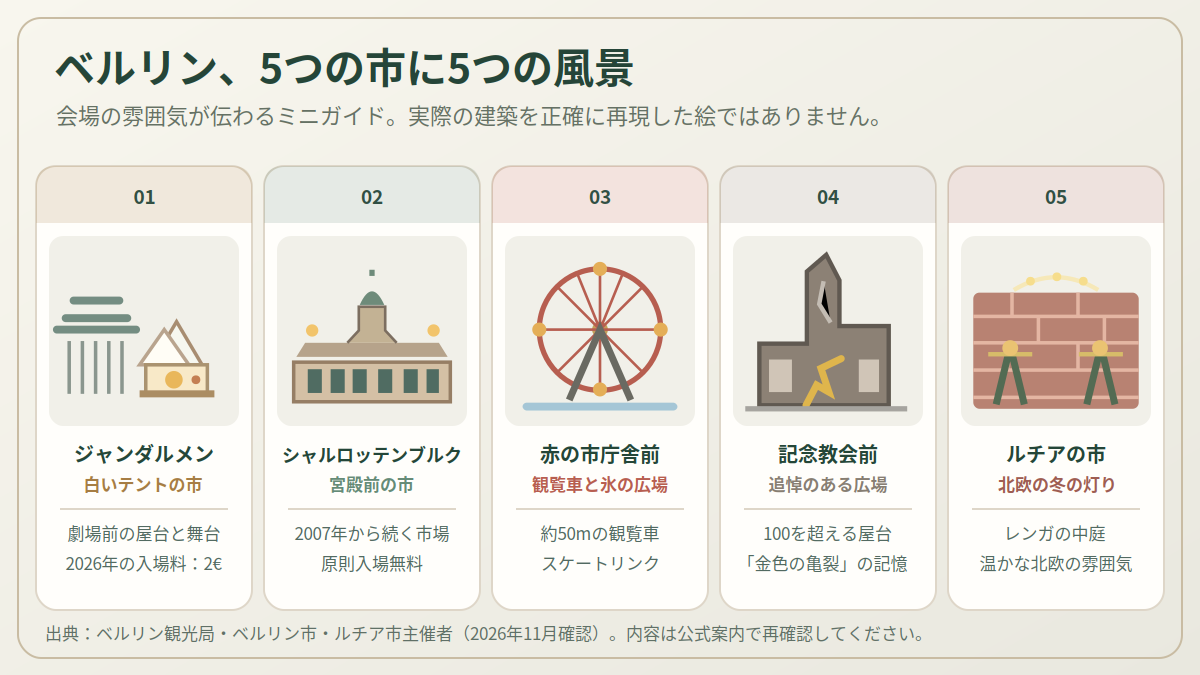 ベルリン、5つの市に5つの風景
会場の雰囲気が伝わるミニガイド。実際の建築を正確に再現した絵ではありません。
01
ジャンダルメン
白いテントの市
劇場前の屋台と舞台
2026年の入場料：2€
02
シャルロッテンブルク
宮殿前の市
2007年から続く市場
原則入場無料
03
赤の市庁舎前
観覧車と氷の広場
約50mの観覧車
スケートリンク
04
記念教会前
追悼のある広場
100を超える屋台
「金色の亀裂」の記憶
05
ルチアの市
北欧の冬の灯り
レンガの中庭
温かな北欧の雰囲気
出典：ベルリン観光局・ベルリン市・ルチア市主催者（2026年11月確認）。内容は公式案内で再確認してください。